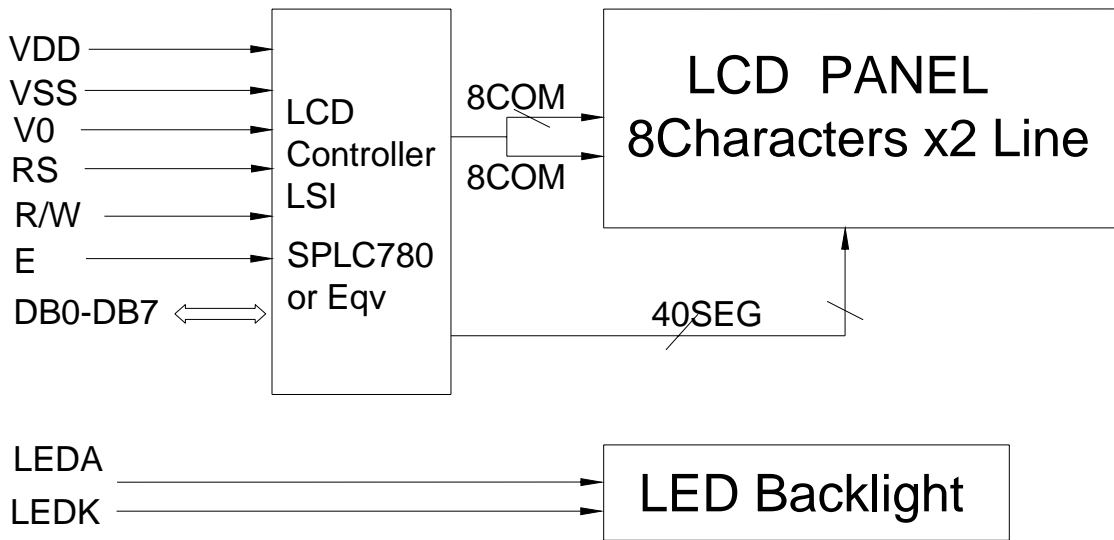 VDD
VSS
V0
RS
R/W
E
DB0-DB7
LCD
Controller
LSI
SPLC780
or Eqv
8COM
8COM
40SEG
LCD PANEL
8Characters x2 Line
LEDA
LEDK
LED Backlight